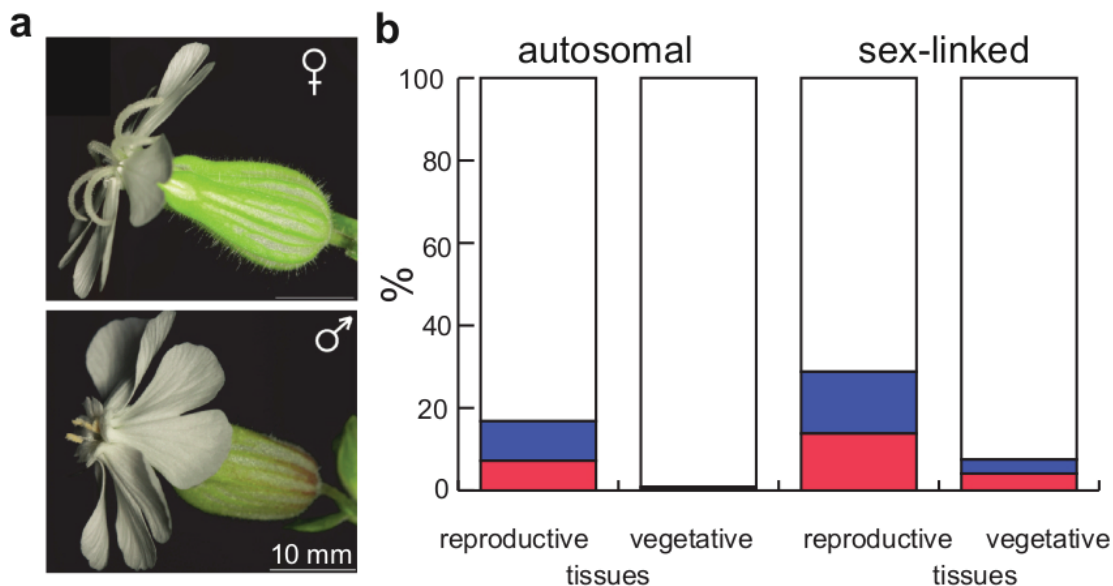 a
♀
♂
10 mm
b
autosomal sex-linked
%
100
80
60
40
20
0
reproductive vegetative reproductive vegetative
tissues tissues